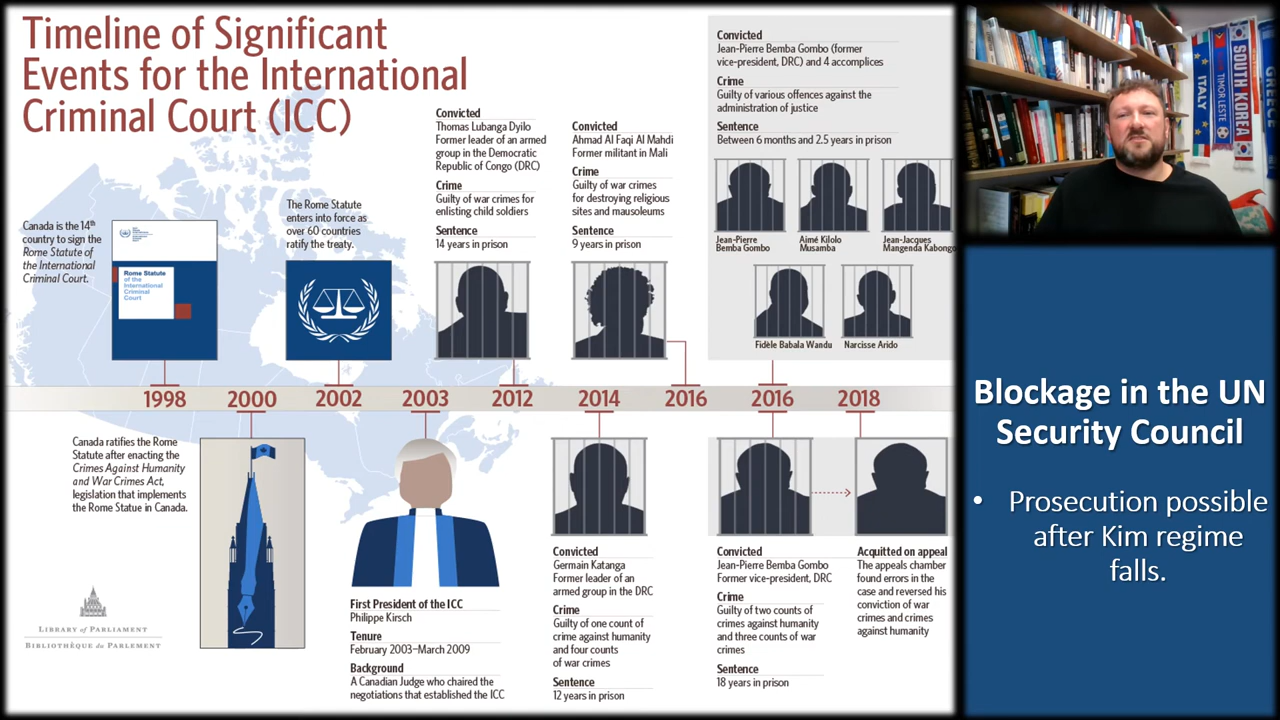 Timeline of Significant
Events for the International
Criminal Court (ICC)
Canada is the 14th
country to sign the
Rome Statute of
the International
Criminal Court.
Rome Statute
of the
International
Criminal
Court
The Rome Statute
enters into force as
over 60 countries
ratify the treaty.
Convicted
Thomas Lubanga Dyilo
Former leader of an armed
group in the Democratic
Republic of Congo (DRC)
Crime
Guilty of war crimes for
enlisting child soldiers
Sentence
14 years in prison
Convicted
Ahmad Al Faqi Al Mahdi
Former militant in Mali
Crime
Guilty of war crimes
for destroying religious
sites and mausoleums
Sentence
9 years in prison
Convicted
Jean-Pierre Bemba Gombo (former
vice-president, DRC) and 4 accomplices
Crime
Guilty of various offences against the
administration of justice
Sentence
Between 6 months and 2.5 years in prison
Jean-Pierre
Bemba Gombo
Aimé Kilolo
Musamba
Jean-Jacques
Mangenda Kabongo
Fidèle Babala Wandu
Narcisse Arido
1998
2000
2002
2003
2012
2014
2016
2016
2018
Canada ratifies the Rome
Statute after enacting the
Crimes Against Humanity
and War Crimes Act,
legislation that implements
the Rome Statue in Canada.
First President of the ICC
Philippe Kirsch
Tenure
February 2003–March 2009
Background
A Canadian Judge who chaired the
negotiations that established the ICC
Convicted
Germain Katanga
Former leader of an
armed group in the DRC
Crime
Guilty of one count of
crime against humanity
and four counts
of war crimes
Sentence
12 years in prison
Convicted
Jean-Pierre Bemba Gombo
Former vice-president, DRC
Crime
Guilty of two counts of
crimes against humanity
and three counts of war
crimes
Sentence
18 years in prison
Acquitted on appeal
The appeals chamber
found errors in the
case and reversed his
conviction of war
crimes and crimes
against humanity
LIBRARY OF PARLIAMENT
BIBLIOTHÈQUE DU PARLEMENT
ITALY
TIMOR LESTE
SOUTH KOREA
GREECE
Blockage in the UN
Security Council
• Prosecution possible
after Kim regime
falls.